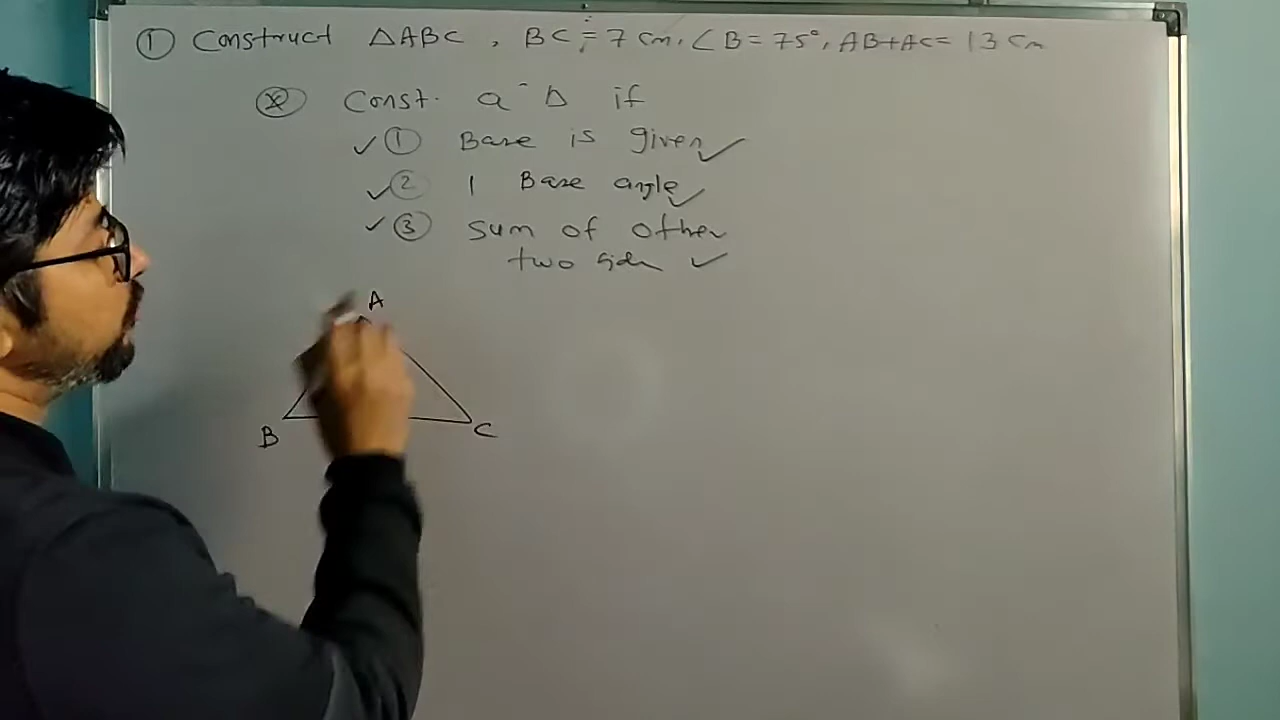 ① Construct ΔABC, BC = 7 cm, ∠B = 75°, AB+AC = 13 cm
ⓧ Const. a Δ if
✓ ① Base is given ✓
✓ ② 1 Base angle ✓
✓ ③ sum of other
two side ✓
A
B
C